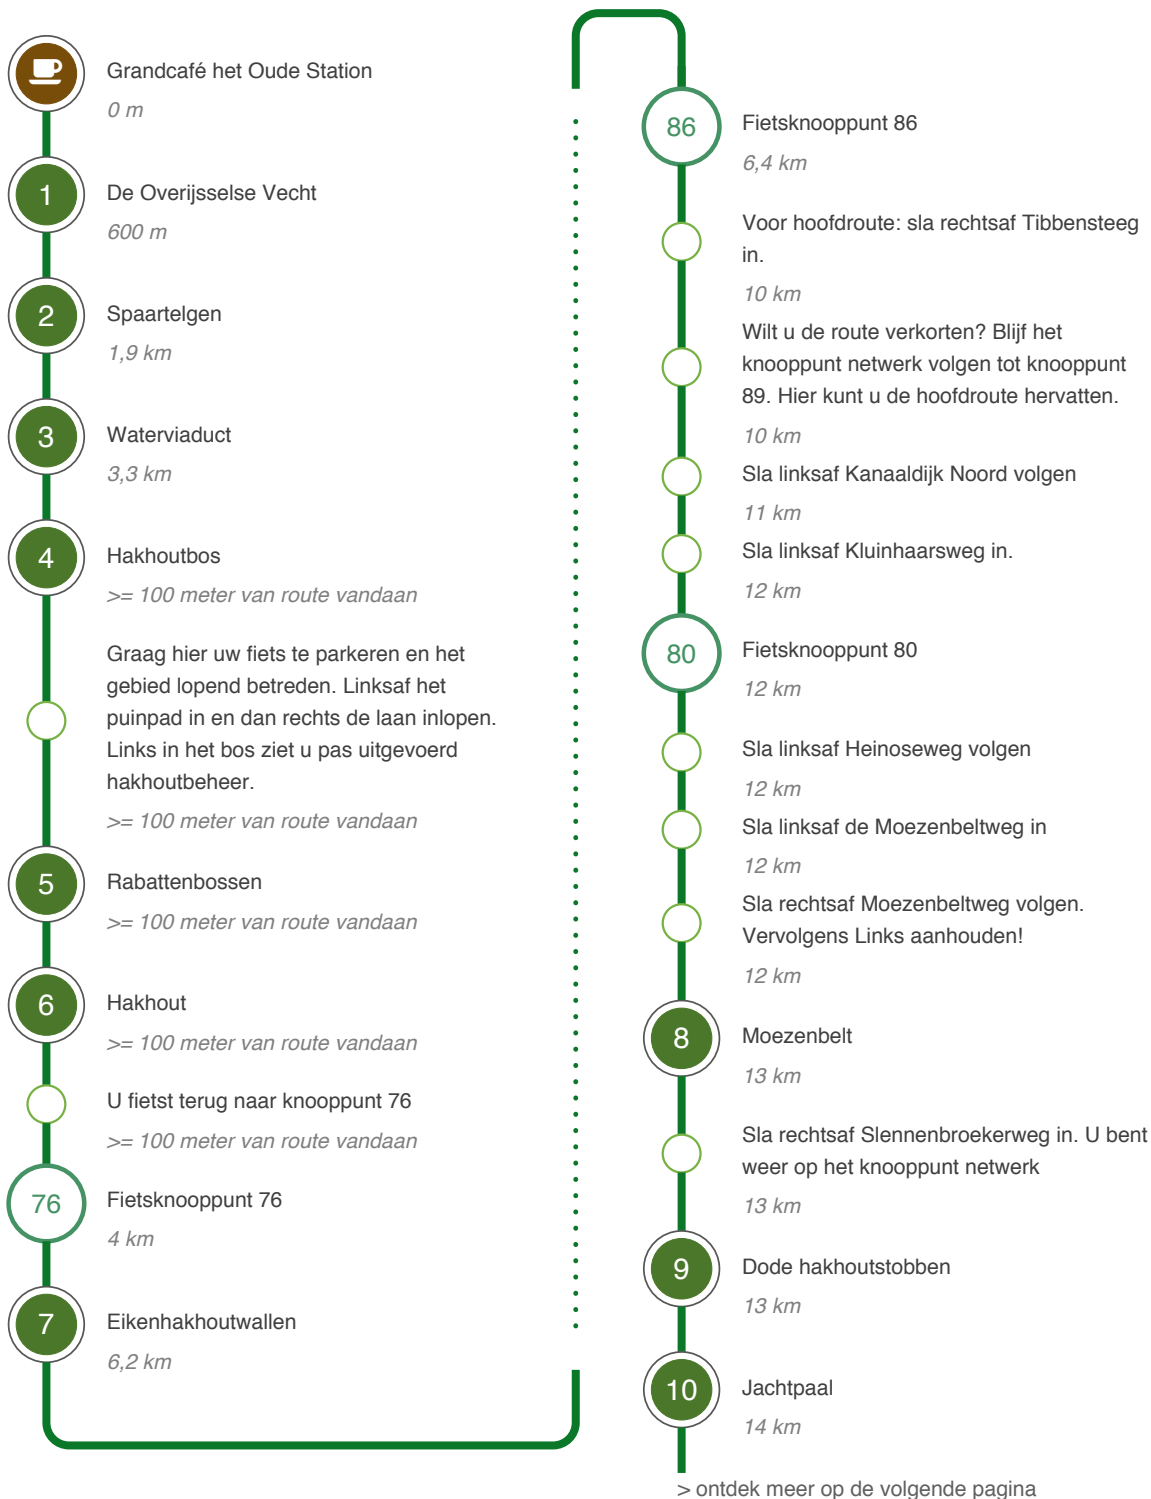 Grandcafé het Oude Station
0 m
1
De Overijsselse Vecht
600 m
2
Spaartelgen
1,9 km
3
Waterviaduct
3,3 km
4
Hakhoutbos
>= 100 meter van route vandaan
Graag hier uw fiets te parkeren en het
gebied lopend betreden. Linksaf het
puinpad in en dan rechts de laan inlopen.
Links in het bos ziet u pas uitgevoerd
hakhoutbeheer.
>= 100 meter van route vandaan
5
Rabattenbossen
>= 100 meter van route vandaan
6
Hakhout
>= 100 meter van route vandaan
U fietst terug naar knooppunt 76
>= 100 meter van route vandaan
76
Fietsknooppunt 76
4 km
7
Eikenhakhoutwallen
6,2 km
86
Fietsknooppunt 86
6,4 km
Voor hoofdroute: sla rechtsaf Tibbensteeg
in.
10 km
Wilt u de route verkorten? Blijf het
knooppunt netwerk volgen tot knooppunt
89. Hier kunt u de hoofdroute hervatten.
10 km
Sla linksaf Kanaaldijk Noord volgen
11 km
Sla linksaf Kluinhaarsweg in.
12 km
80
Fietsknooppunt 80
12 km
Sla linksaf Heinoseweg volgen
12 km
Sla linksaf de Moezenbeltweg in
12 km
Sla rechtsaf Moezenbeltweg volgen.
Vervolgens Links aanhouden!
12 km
8
Moezenbelt
13 km
Sla rechtsaf Slennenbroekerweg in. U bent
weer op het knooppunt netwerk
13 km
9
Dode hakhoutstobben
13 km
10
Jachtpaal
14 km
> ontdek meer op de volgende pagina